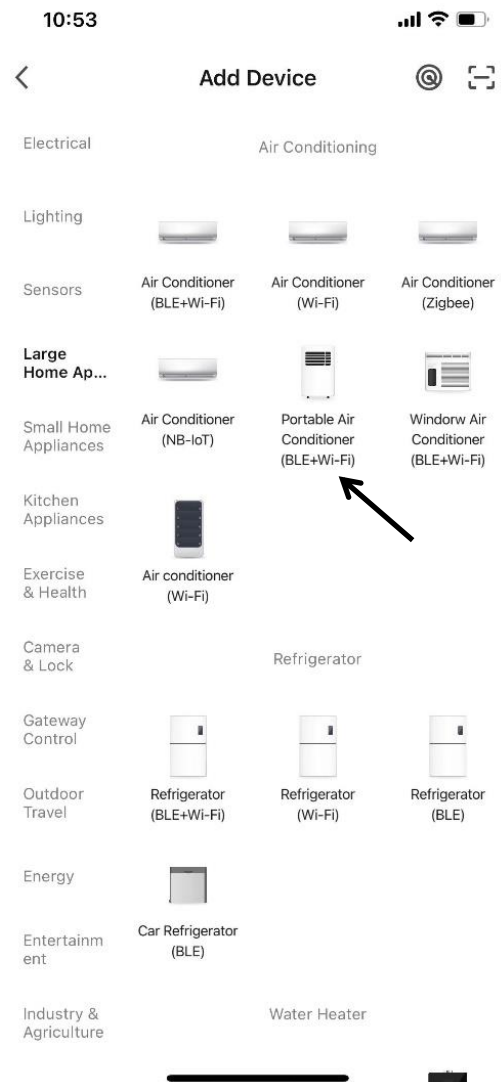 10:53
Add Device
Electrical
Lighting
Sensors
Large
Home Ap...
Small Home
Appliances
Kitchen
Appliances
Exercise
& Health
Camera
& Lock
Gateway
Control
Outdoor
Travel
Energy
Entertainm
ent
Industry &
Agriculture
Air Conditioning
Air Conditioner
(BLE+Wi-Fi)
Air Conditioner
(Wi-Fi)
Air Conditioner
(Zigbee)
Air Conditioner
(NB-IoT)
Portable Air
Conditioner
(BLE+Wi-Fi)
Windorw Air
Conditioner
(BLE+Wi-Fi)
Air conditioner
(Wi-Fi)
Refrigerator
Refrigerator
(BLE+Wi-Fi)
Refrigerator
(Wi-Fi)
Refrigerator
(BLE)
Car Refrigerator
(BLE)
Water Heater